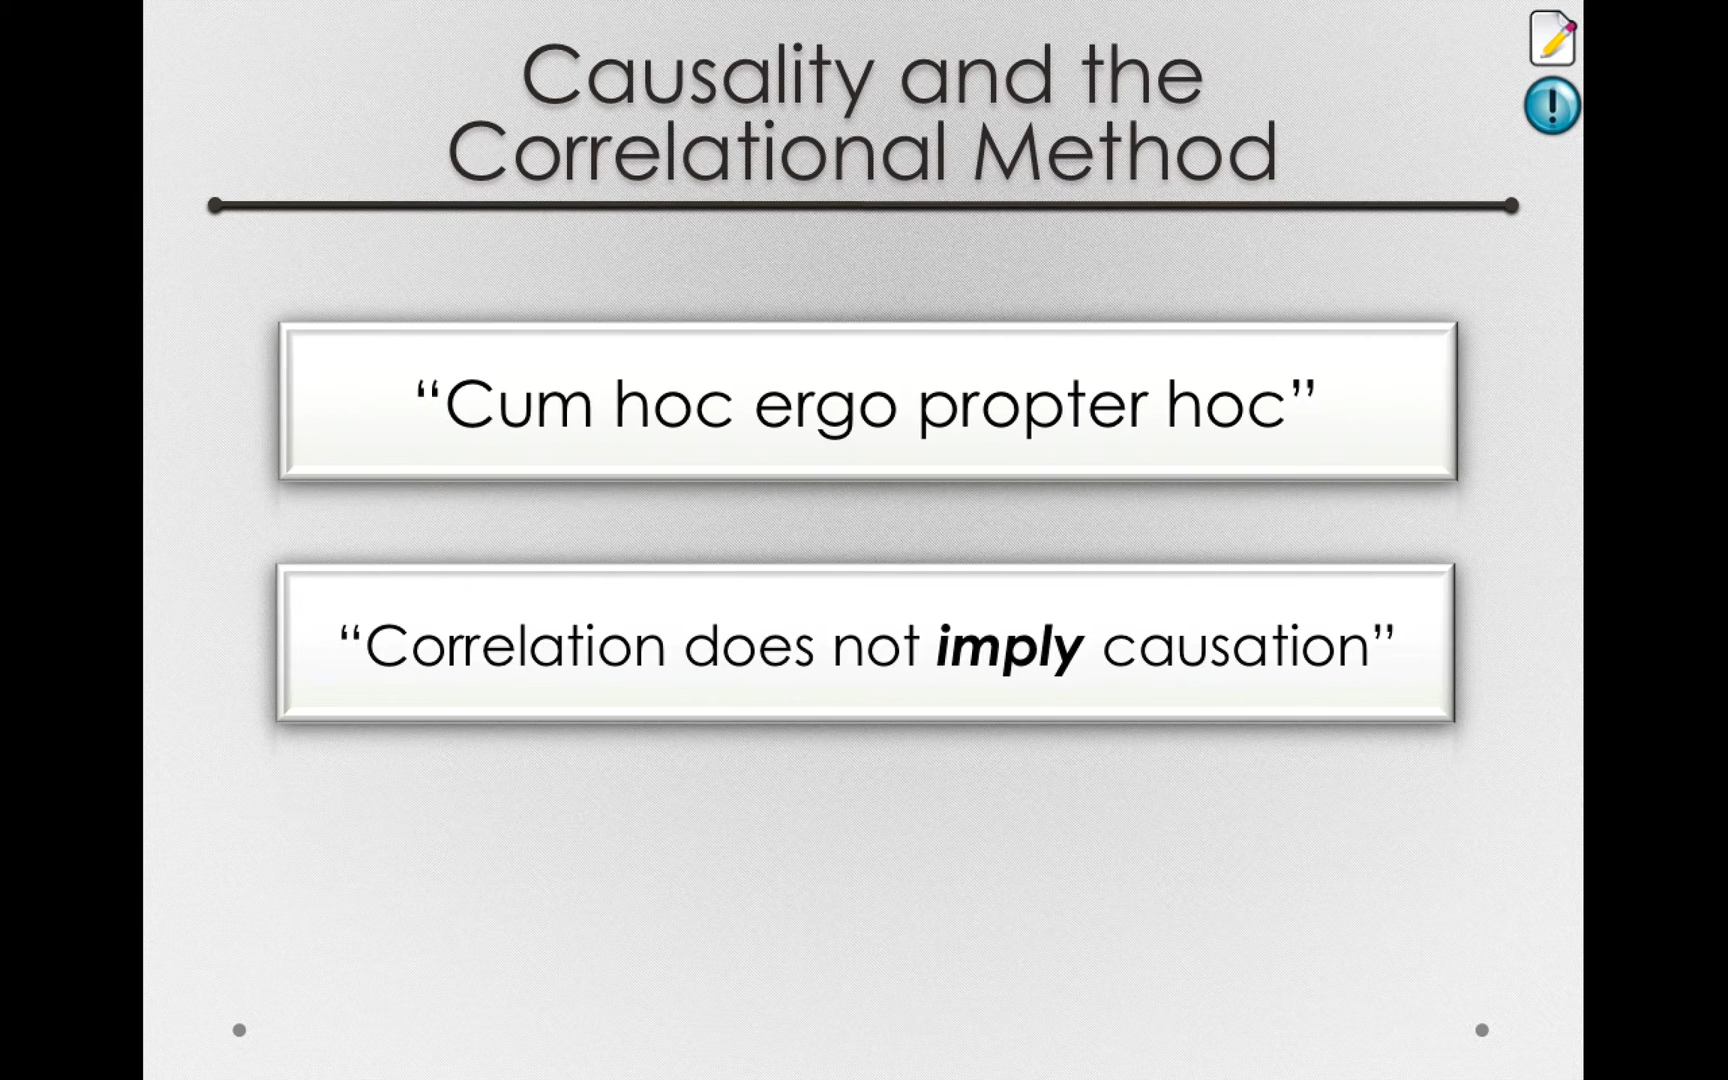 Causality and the
Correlational Method
“Cum hoc ergo propter hoc”
“Correlation does not imply causation”